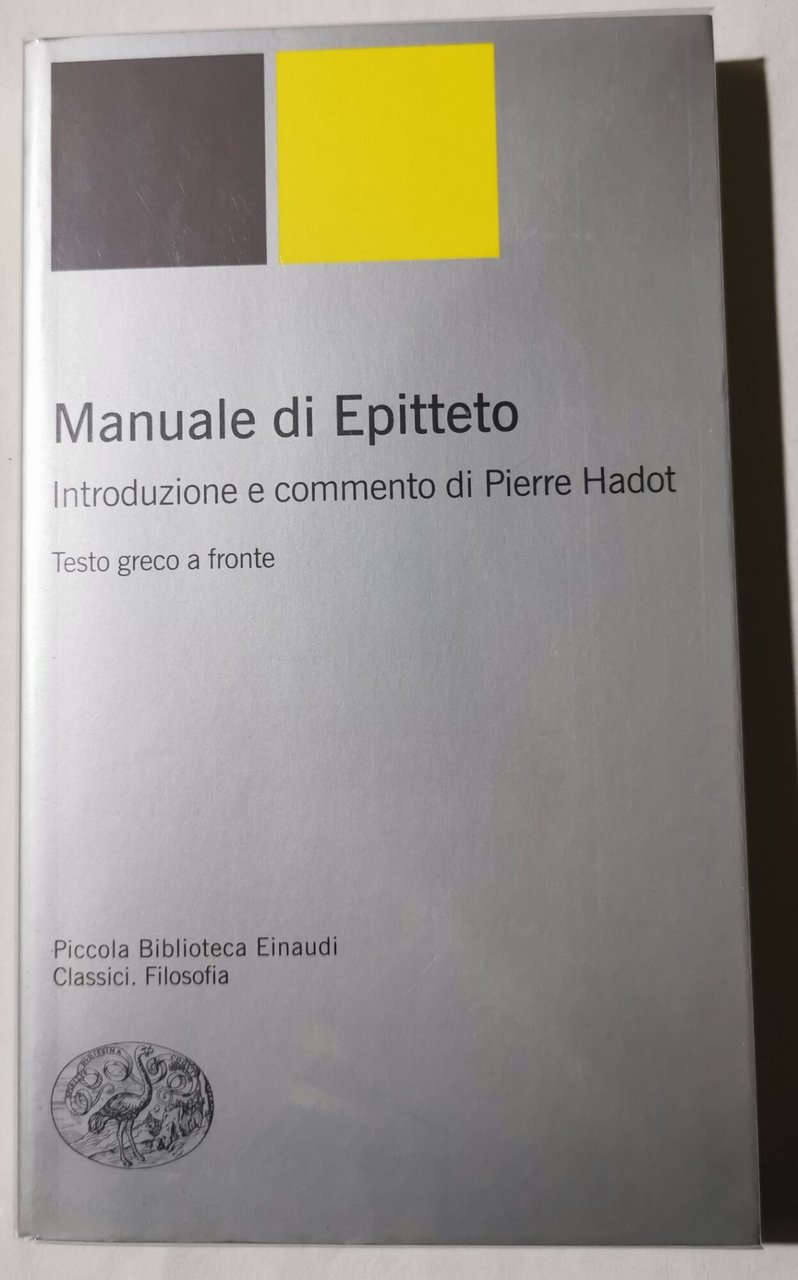 Manuale di Epitteto
Introduzione e commento di Pierre Hadot
Testo greco a fronte
Piccola Biblioteca Einaudi
Classici. Filosofia